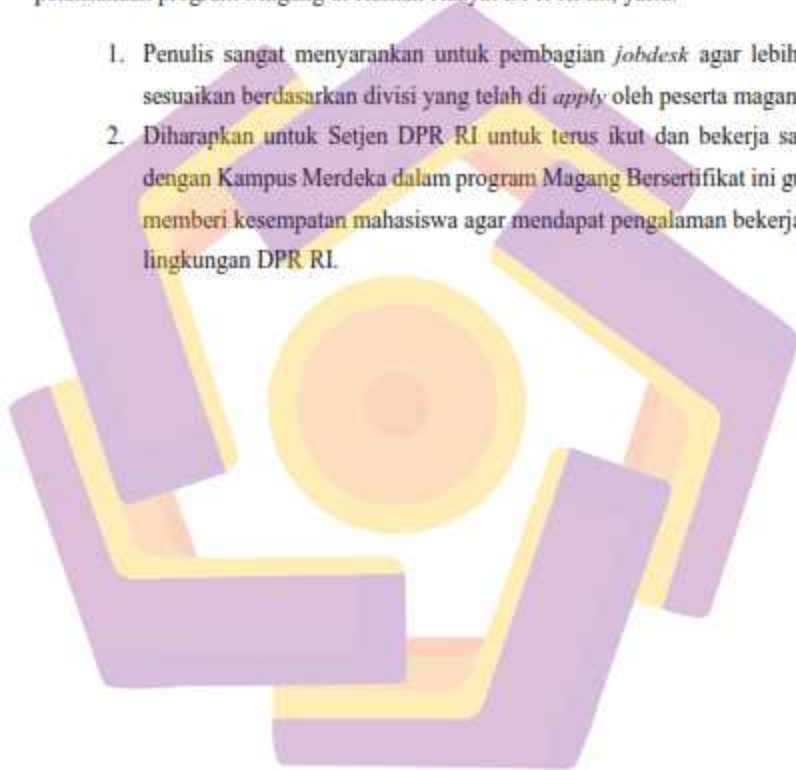 1. Penulis sangat menyarankan untuk pembagian jobdesk agar lebih
sesuaikan berdasarkan divisi yang telah di apply oleh peserta magan
2. Diharapkan untuk Setjen DPR RI untuk terus ikut dan bekerja sa
dengan Kampus Merdeka dalam program Magang Bersertifikat ini gu
memberi kesempatan mahasiswa agar mendapat pengalaman bekerja
lingkungan DPR RI.